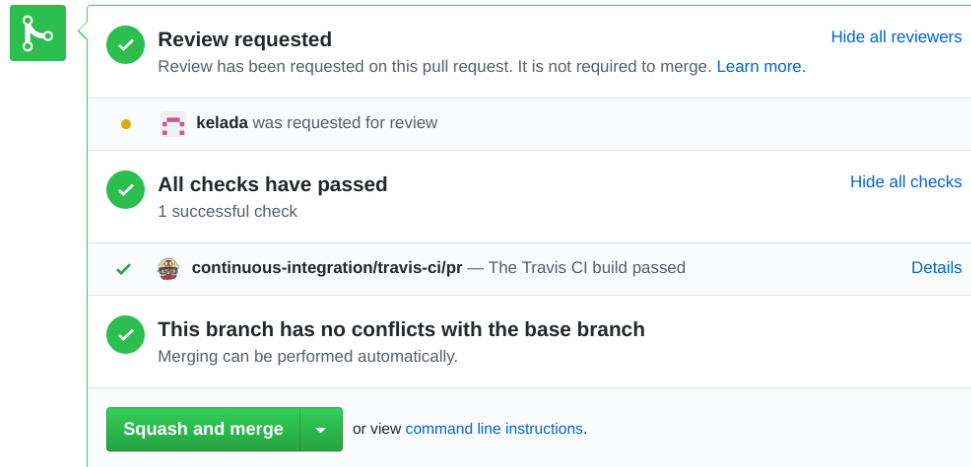 Review requested
Hide all reviewers
Review has been requested on this pull request. It is not required to merge. Learn more.
kelada was requested for review
All checks have passed
Hide all checks
1 successful check
continuous-integration/travis-ci/pr — The Travis CI build passed
Details
This branch has no conflicts with the base branch
Merging can be performed automatically.
Squash and merge
or view command line instructions.